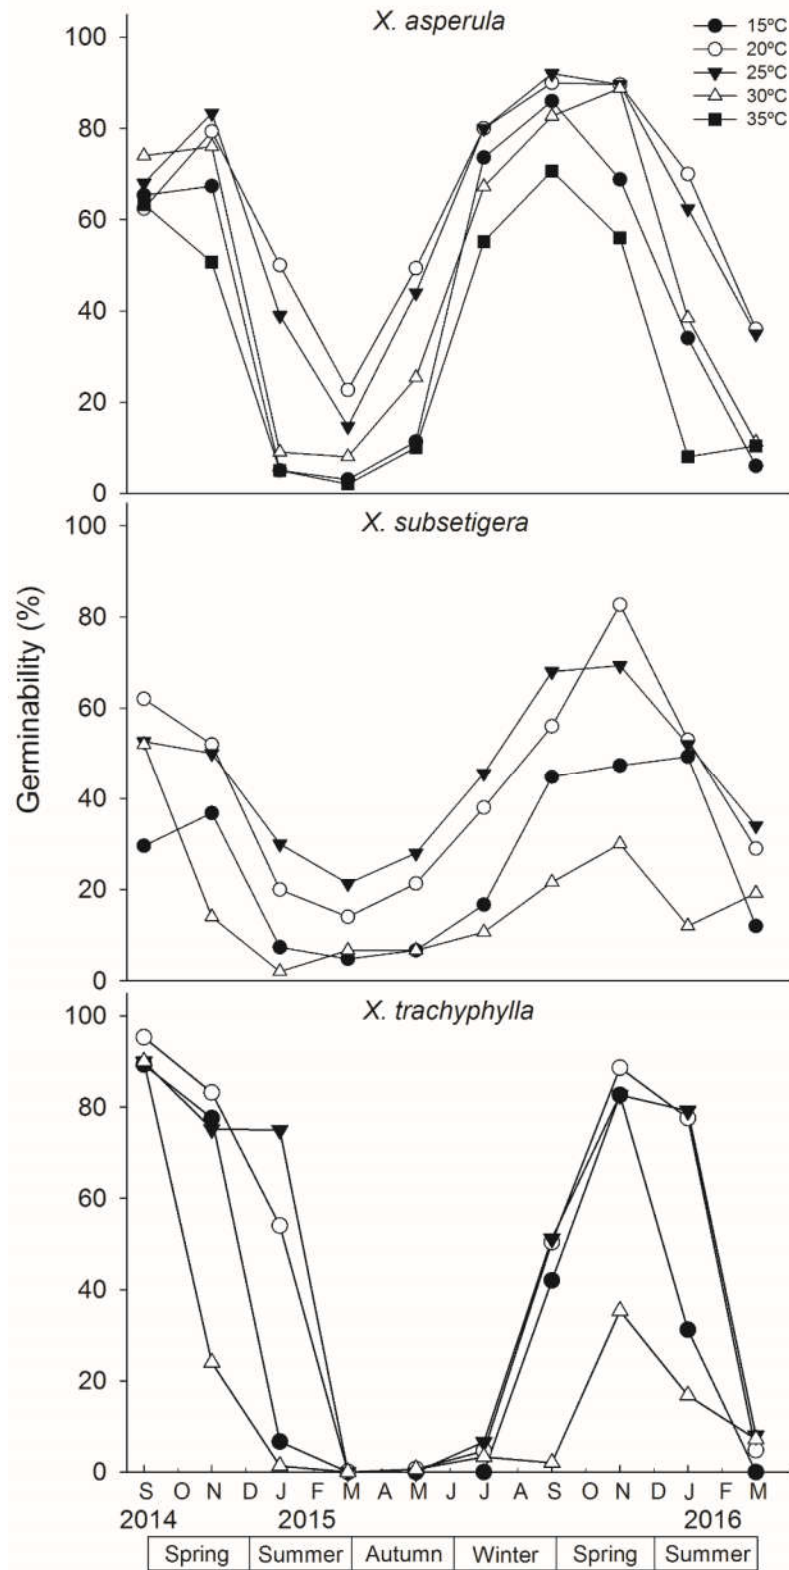 X. asperula
15ºC
20ºC
25ºC
30ºC
35ºC
100
80
60
40
20
0
X. subsetigera
100
80
60
40
20
0
Germinability (%)
X. trachyphylla
100
80
60
40
20
0
S O N D J F M A M J J A S O N D J F M
2014 2015 2016
Spring Summer Autumn Winter Spring Summer